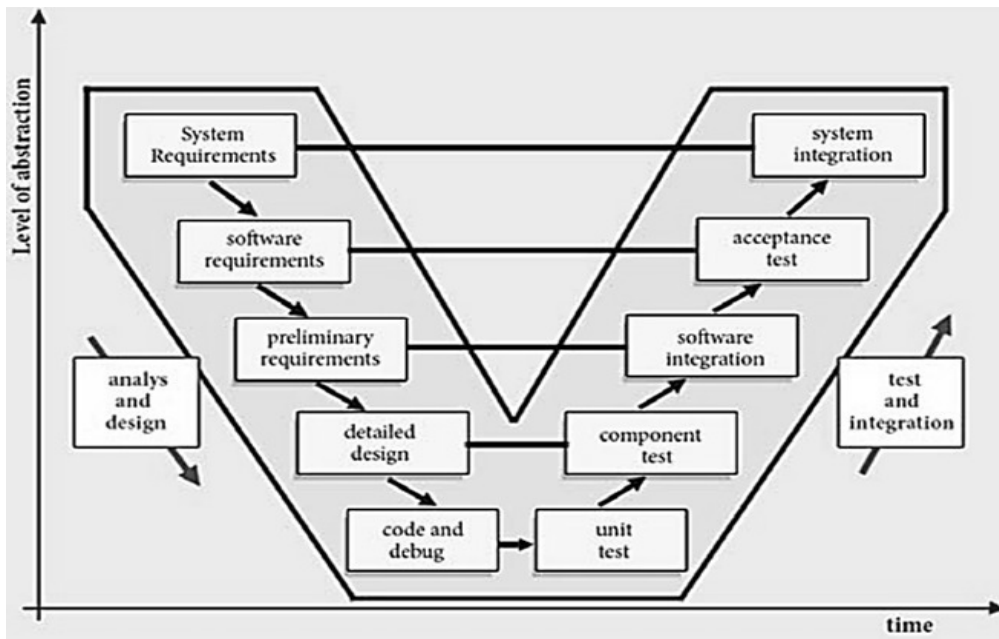 Level of abstraction
System
Requirements
system
integration
software
requirements
acceptance
test
preliminary
requirements
software
integration
analys
and
design
test
and
integration
detailed
design
component
test
code and
debug
unit
test
time